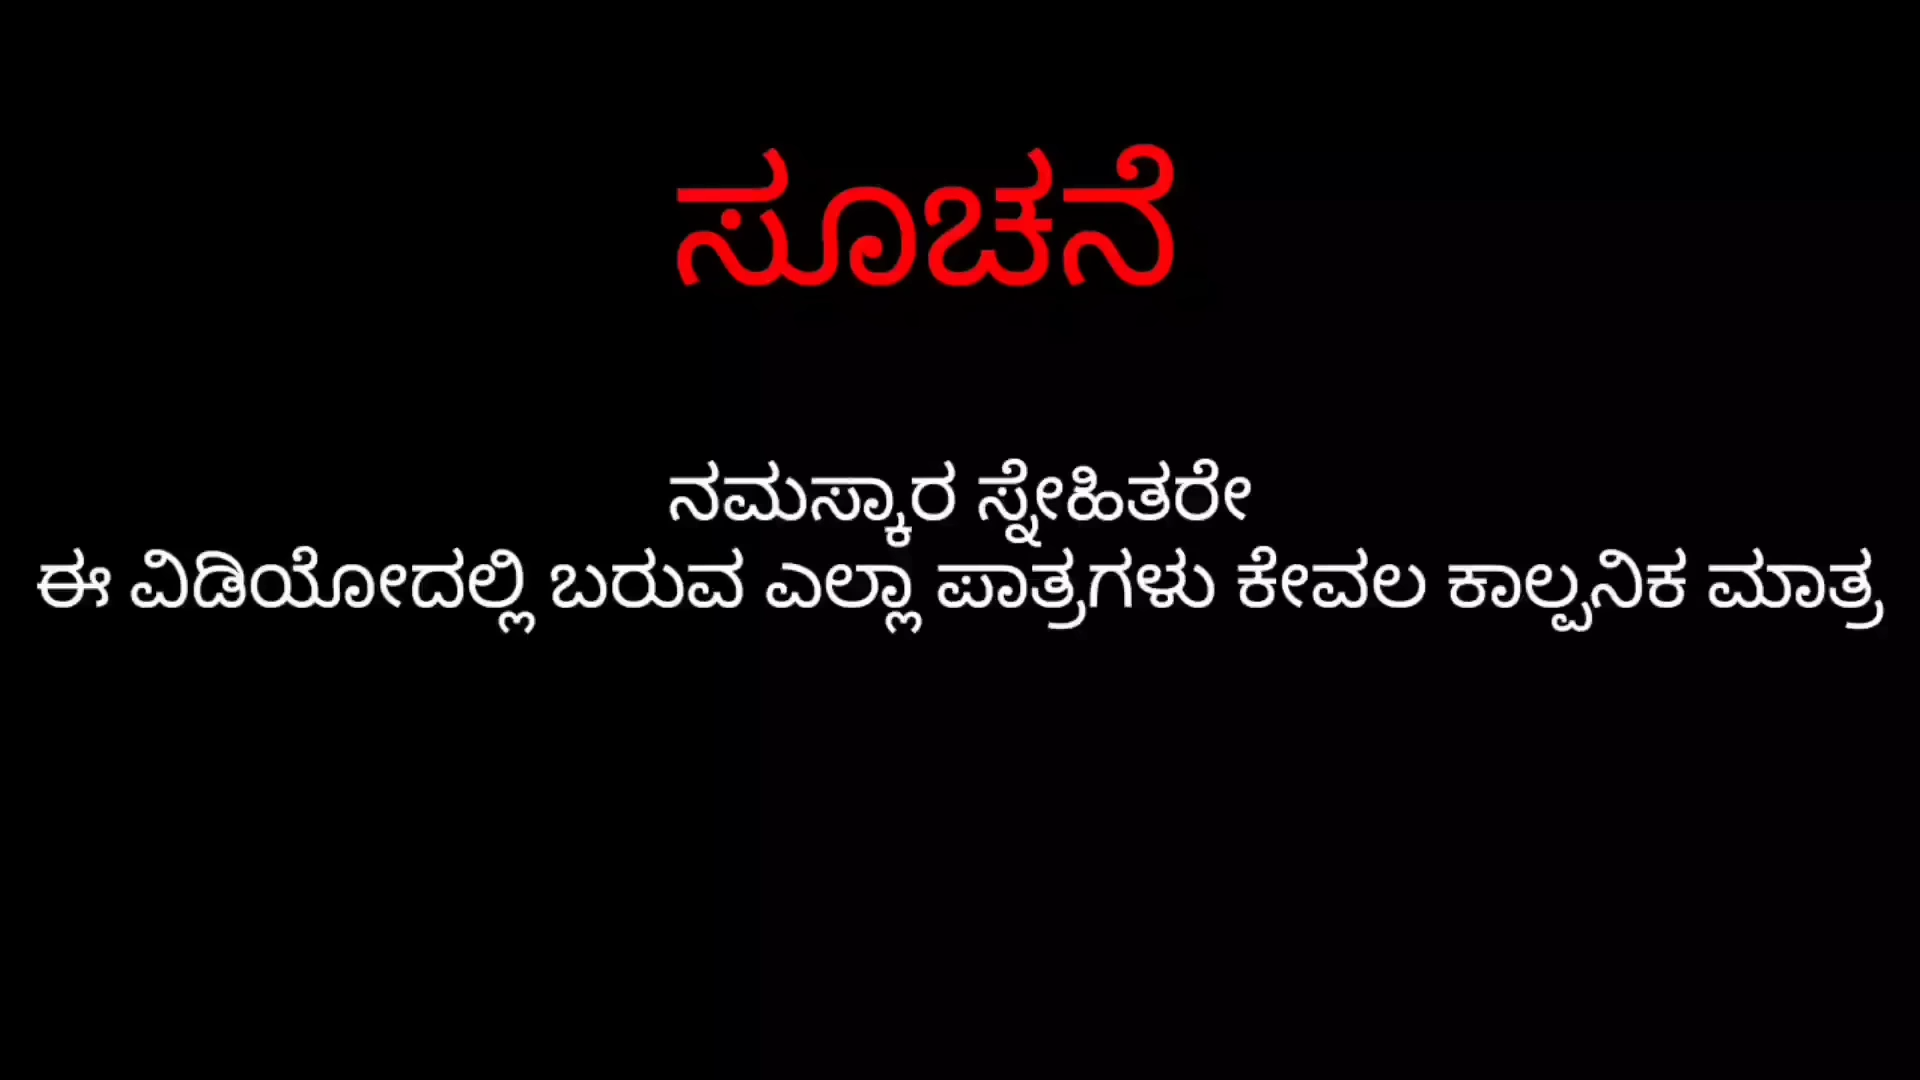 ಸೂಚನೆ
ನಮಸ್ಕಾರ ಸ್ನೇಹಿತರೇ
ಈ ವಿಡಿಯೋದಲ್ಲಿ ಬರುವ ಎಲ್ಲಾ ಪಾತ್ರಗಳು ಕೇವಲ ಕಾಲ್ಪನಿಕ ಮಾತ್ರ